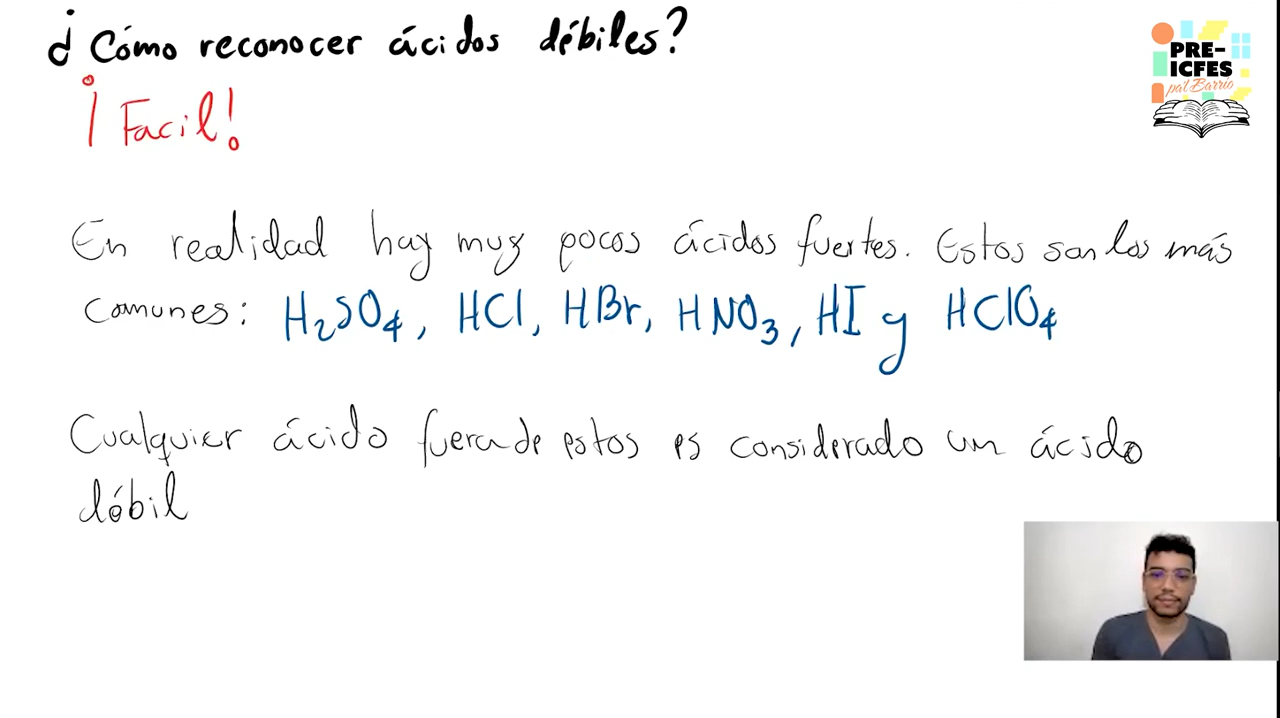 ¿Cómo reconocer ácidos débiles?
¡Facil!
PRE-
ICFES
pa'l Barrio
En realidad hay muy pocos ácidos fuertes. Estos son los más
comunes: H₂SO₄, HCl, HBr, HNO₃, HI y HClO₄
Cualquier ácido fuera de estos es considerado un ácido
débil